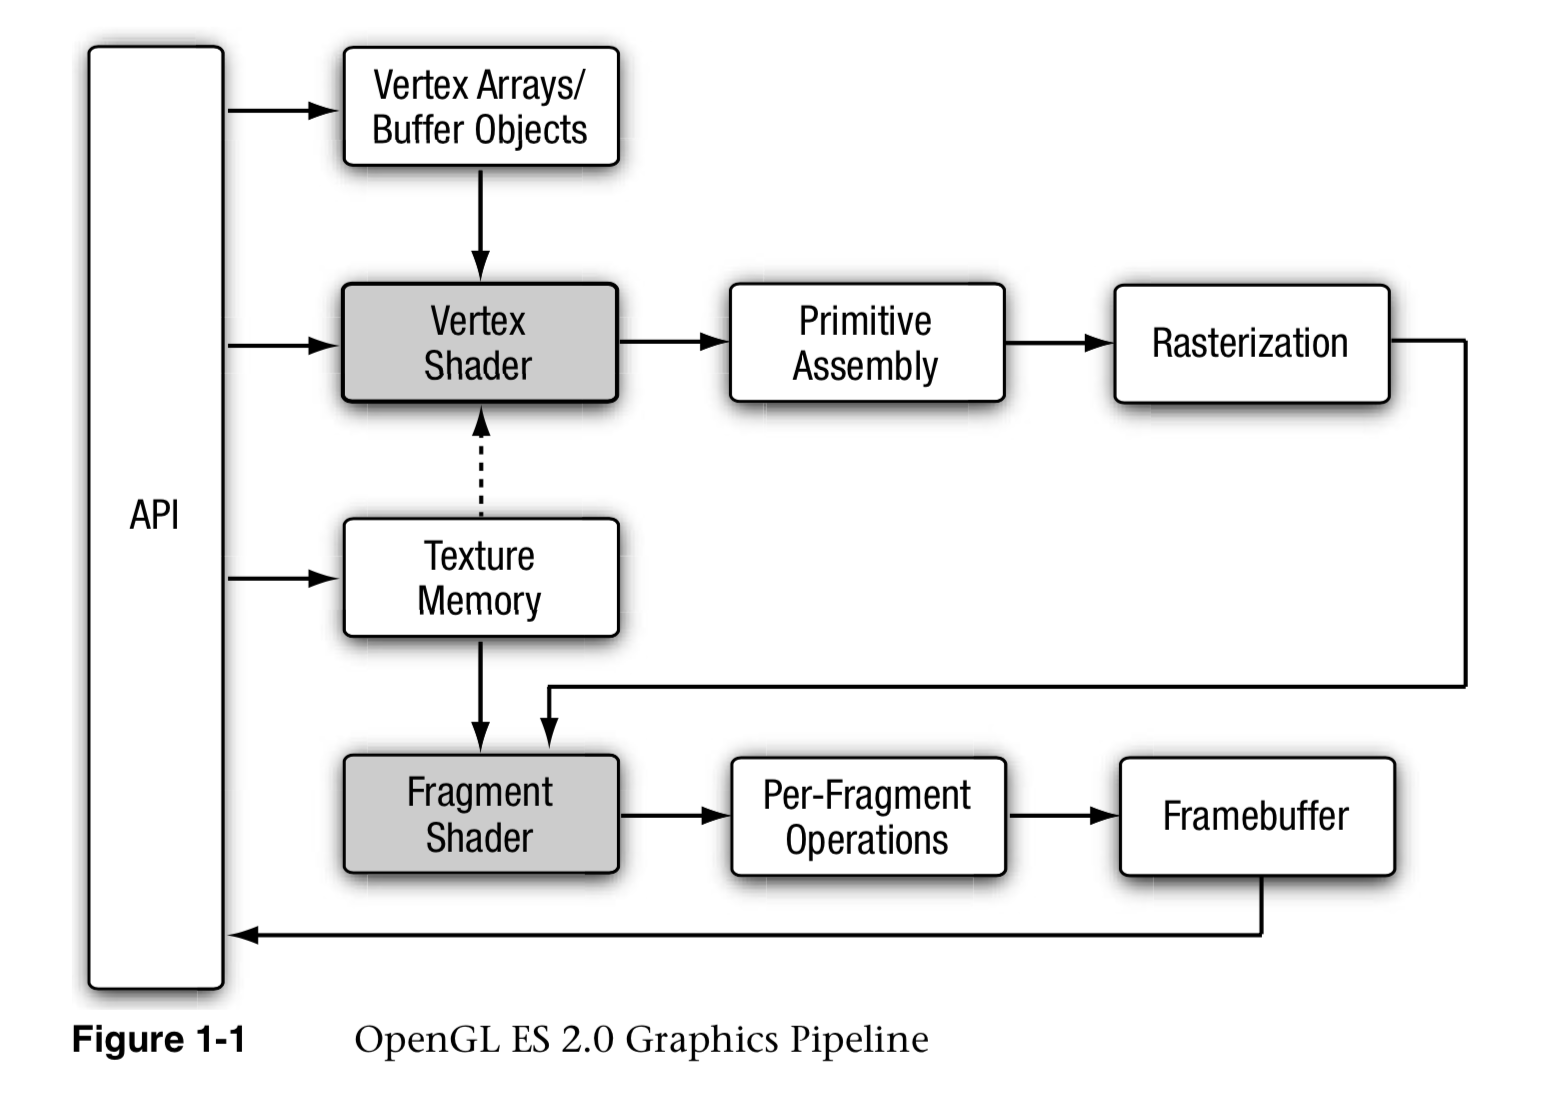 Vertex Arrays/
Buffer Objects
Vertex
Shader
Primitive
Assembly
Rasterization
API
Texture
Memory
Fragment
Shader
Per-Fragment
Operations
Framebuffer
Figure 1-1 OpenGL ES 2.0 Graphics Pipeline